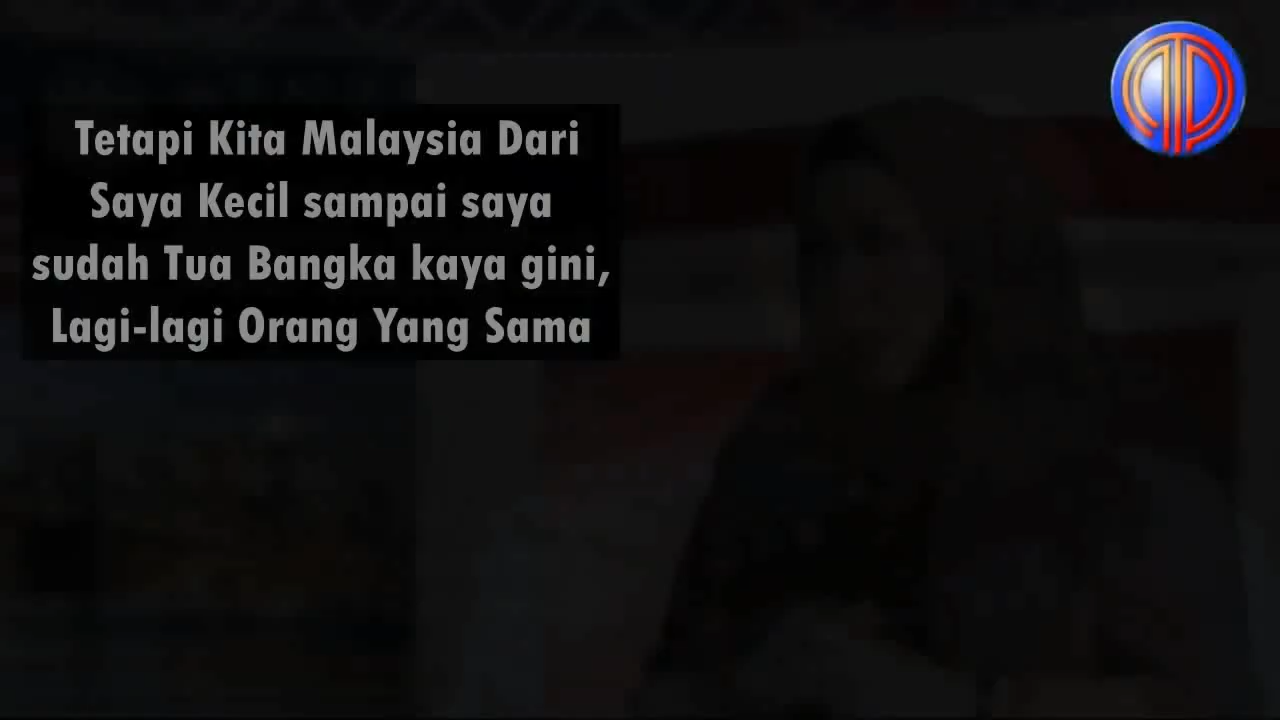 Tetapi Kita Malaysia Dari
Saya Kecil sampai saya
sudah Tua Bangka kaya gini,
Lagi-lagi Orang Yang Sama